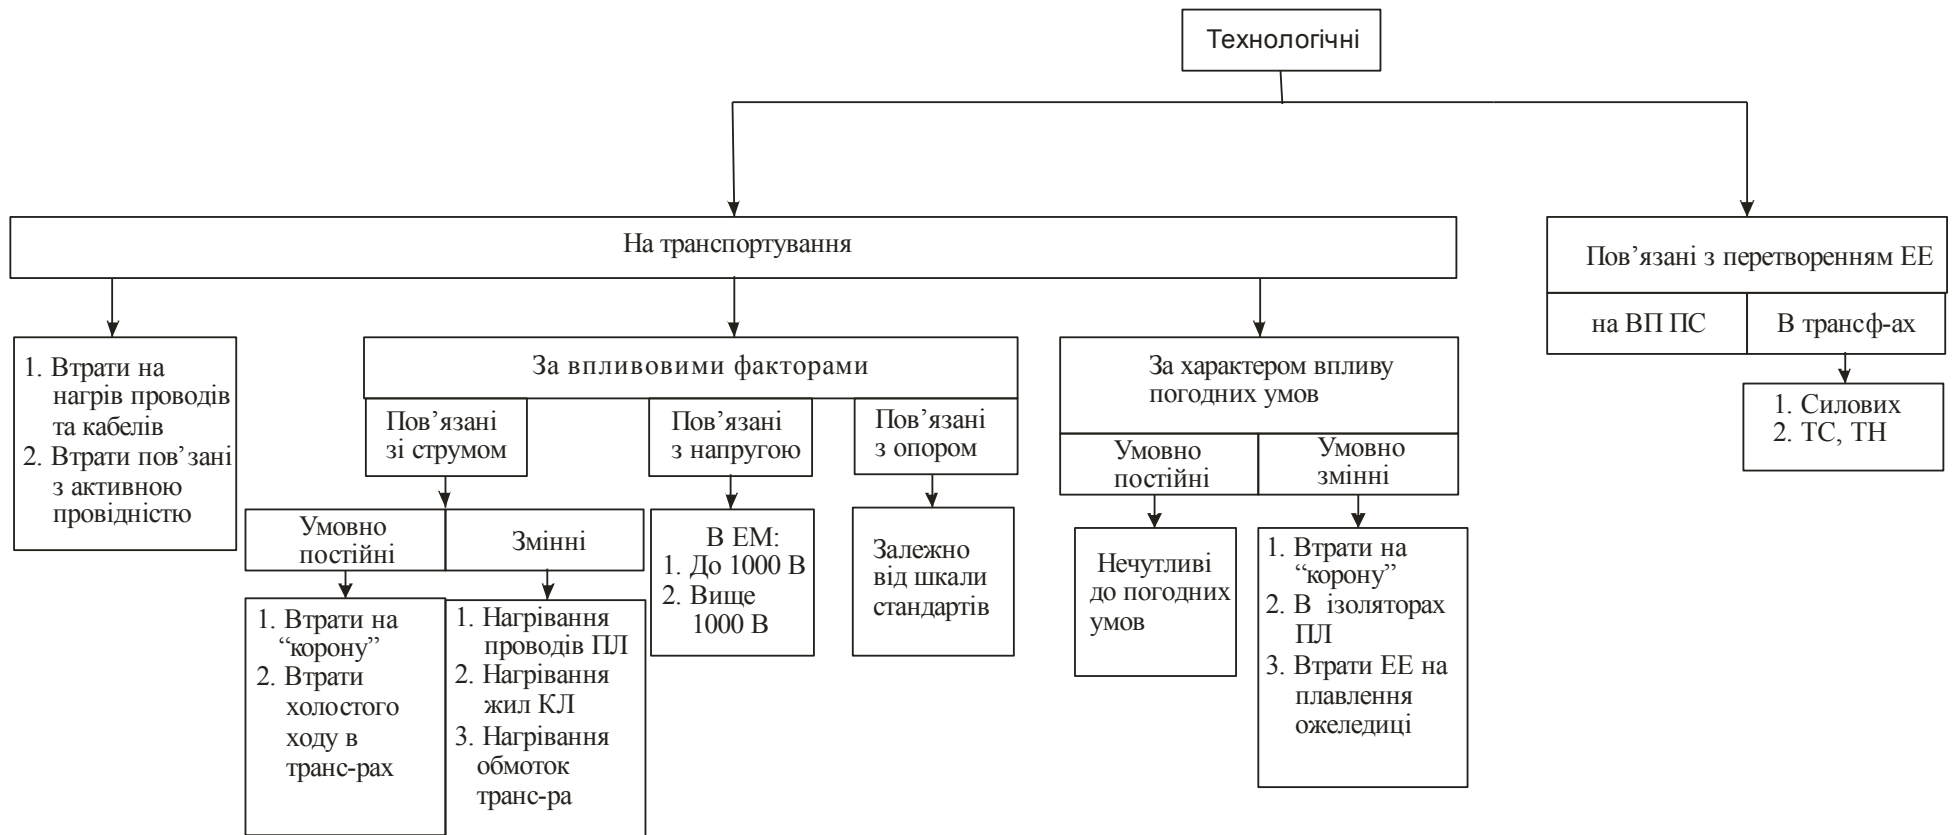 Технологічні
На транспортування
Пов’язані з перетворенням ЕЕ
на ВП ПС
В трансф-ах
1. Силових
2. ТС, ТН
1. Втрати на
нагрів проводів
та кабелів
2. Втрати пов’зані
з активною
провідністю
За впливовими факторами
Пов’язані
зі струмом
Пов’язані
з напругою
Пов’язані
з опором
Умовно
постійні
Змінні
1. Втрати на
“корону”
2. Втрати
холостого
ходу в
транс-рах
1. Нагрівання
проводів ПЛ
2. Нагрівання
жил КЛ
3. Нагрівання
обмоток
транс-ра
В ЕМ:
1. До 1000 В
2. Вище
1000 В
Залежно
від шкали
стандартів
За характером впливу
погодних умов
Умовно
постійні
Умовно
змінні
Нечутливі
до погодних
умов
1. Втрати на
“корону”
2. В ізоляторах
ПЛ
3. Втрати ЕЕ на
плавлення
ожеледиці